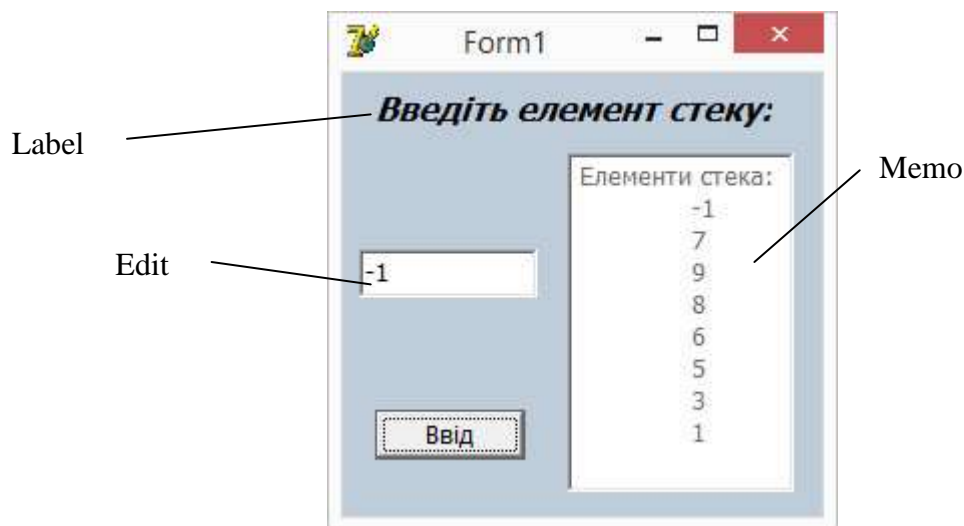 Form1
Введіть елемент стеку:
Label
Memo
Елементи стека:
-1
7
9
8
6
5
3
1
Edit
-1
Ввід